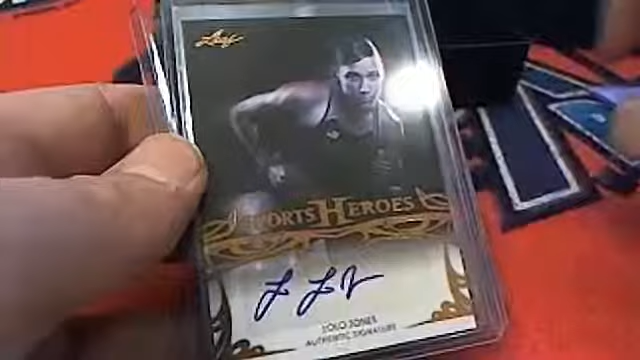 Leaf
SPORTS HEROES
LOLO JONES
AUTHENTIC SIGNATURE